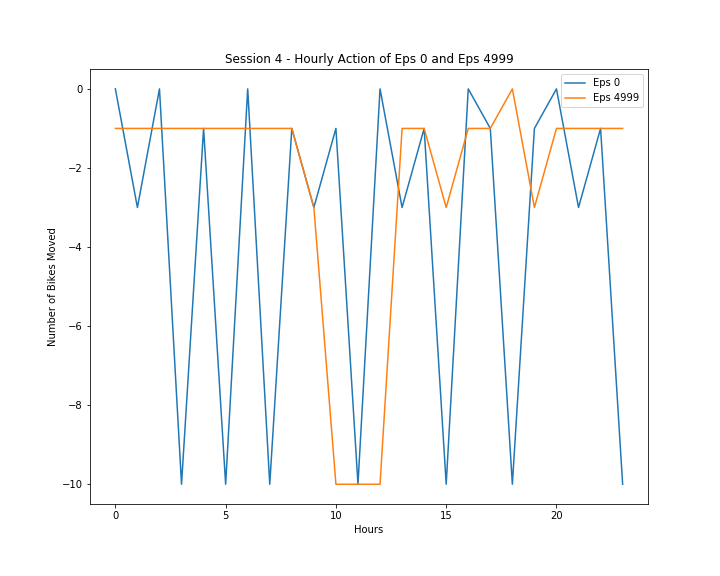 Session 4 - Hourly Action of Eps 0 and Eps 4999
Eps 0
Eps 4999
0
−2
−4
−6
−8
−10
Number of Bikes Moved
0 5 10 15 20
Hours